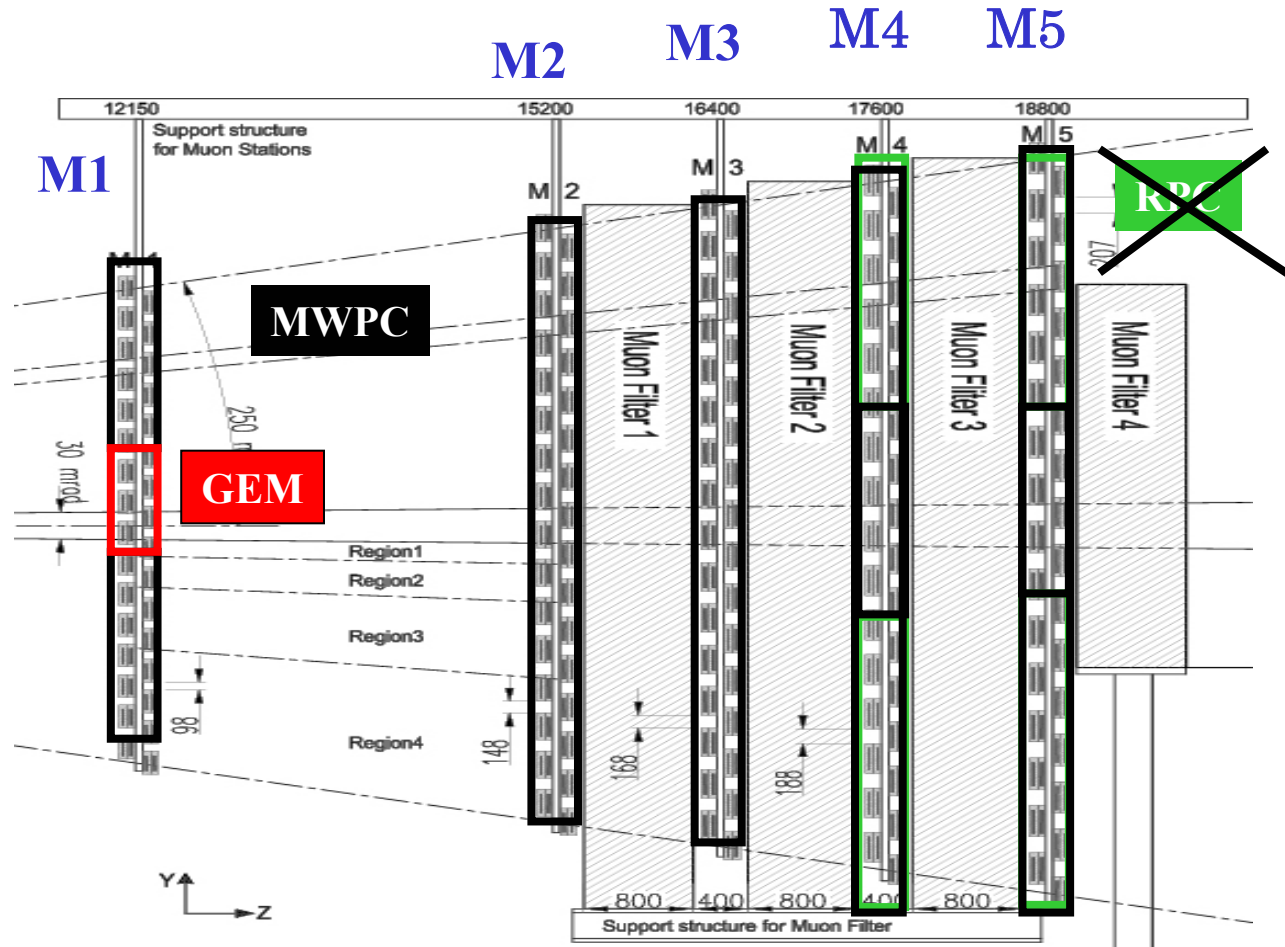 M1
M2
M3
M4
M5
12150
15200
16400
17600
18800
Support structure
for Muon Stations
M 2
M 3
M 4
M 5
RPC
207
MWPC
GEM
250
30 mrad
Muon Filter 1
Muon Filter 2
Muon Filter 3
Muon Filter 4
Region1
Region2
Region3
Region4
98
148
168
188
Y
Z
800
400
800
400
800
Support structure for Muon Filter